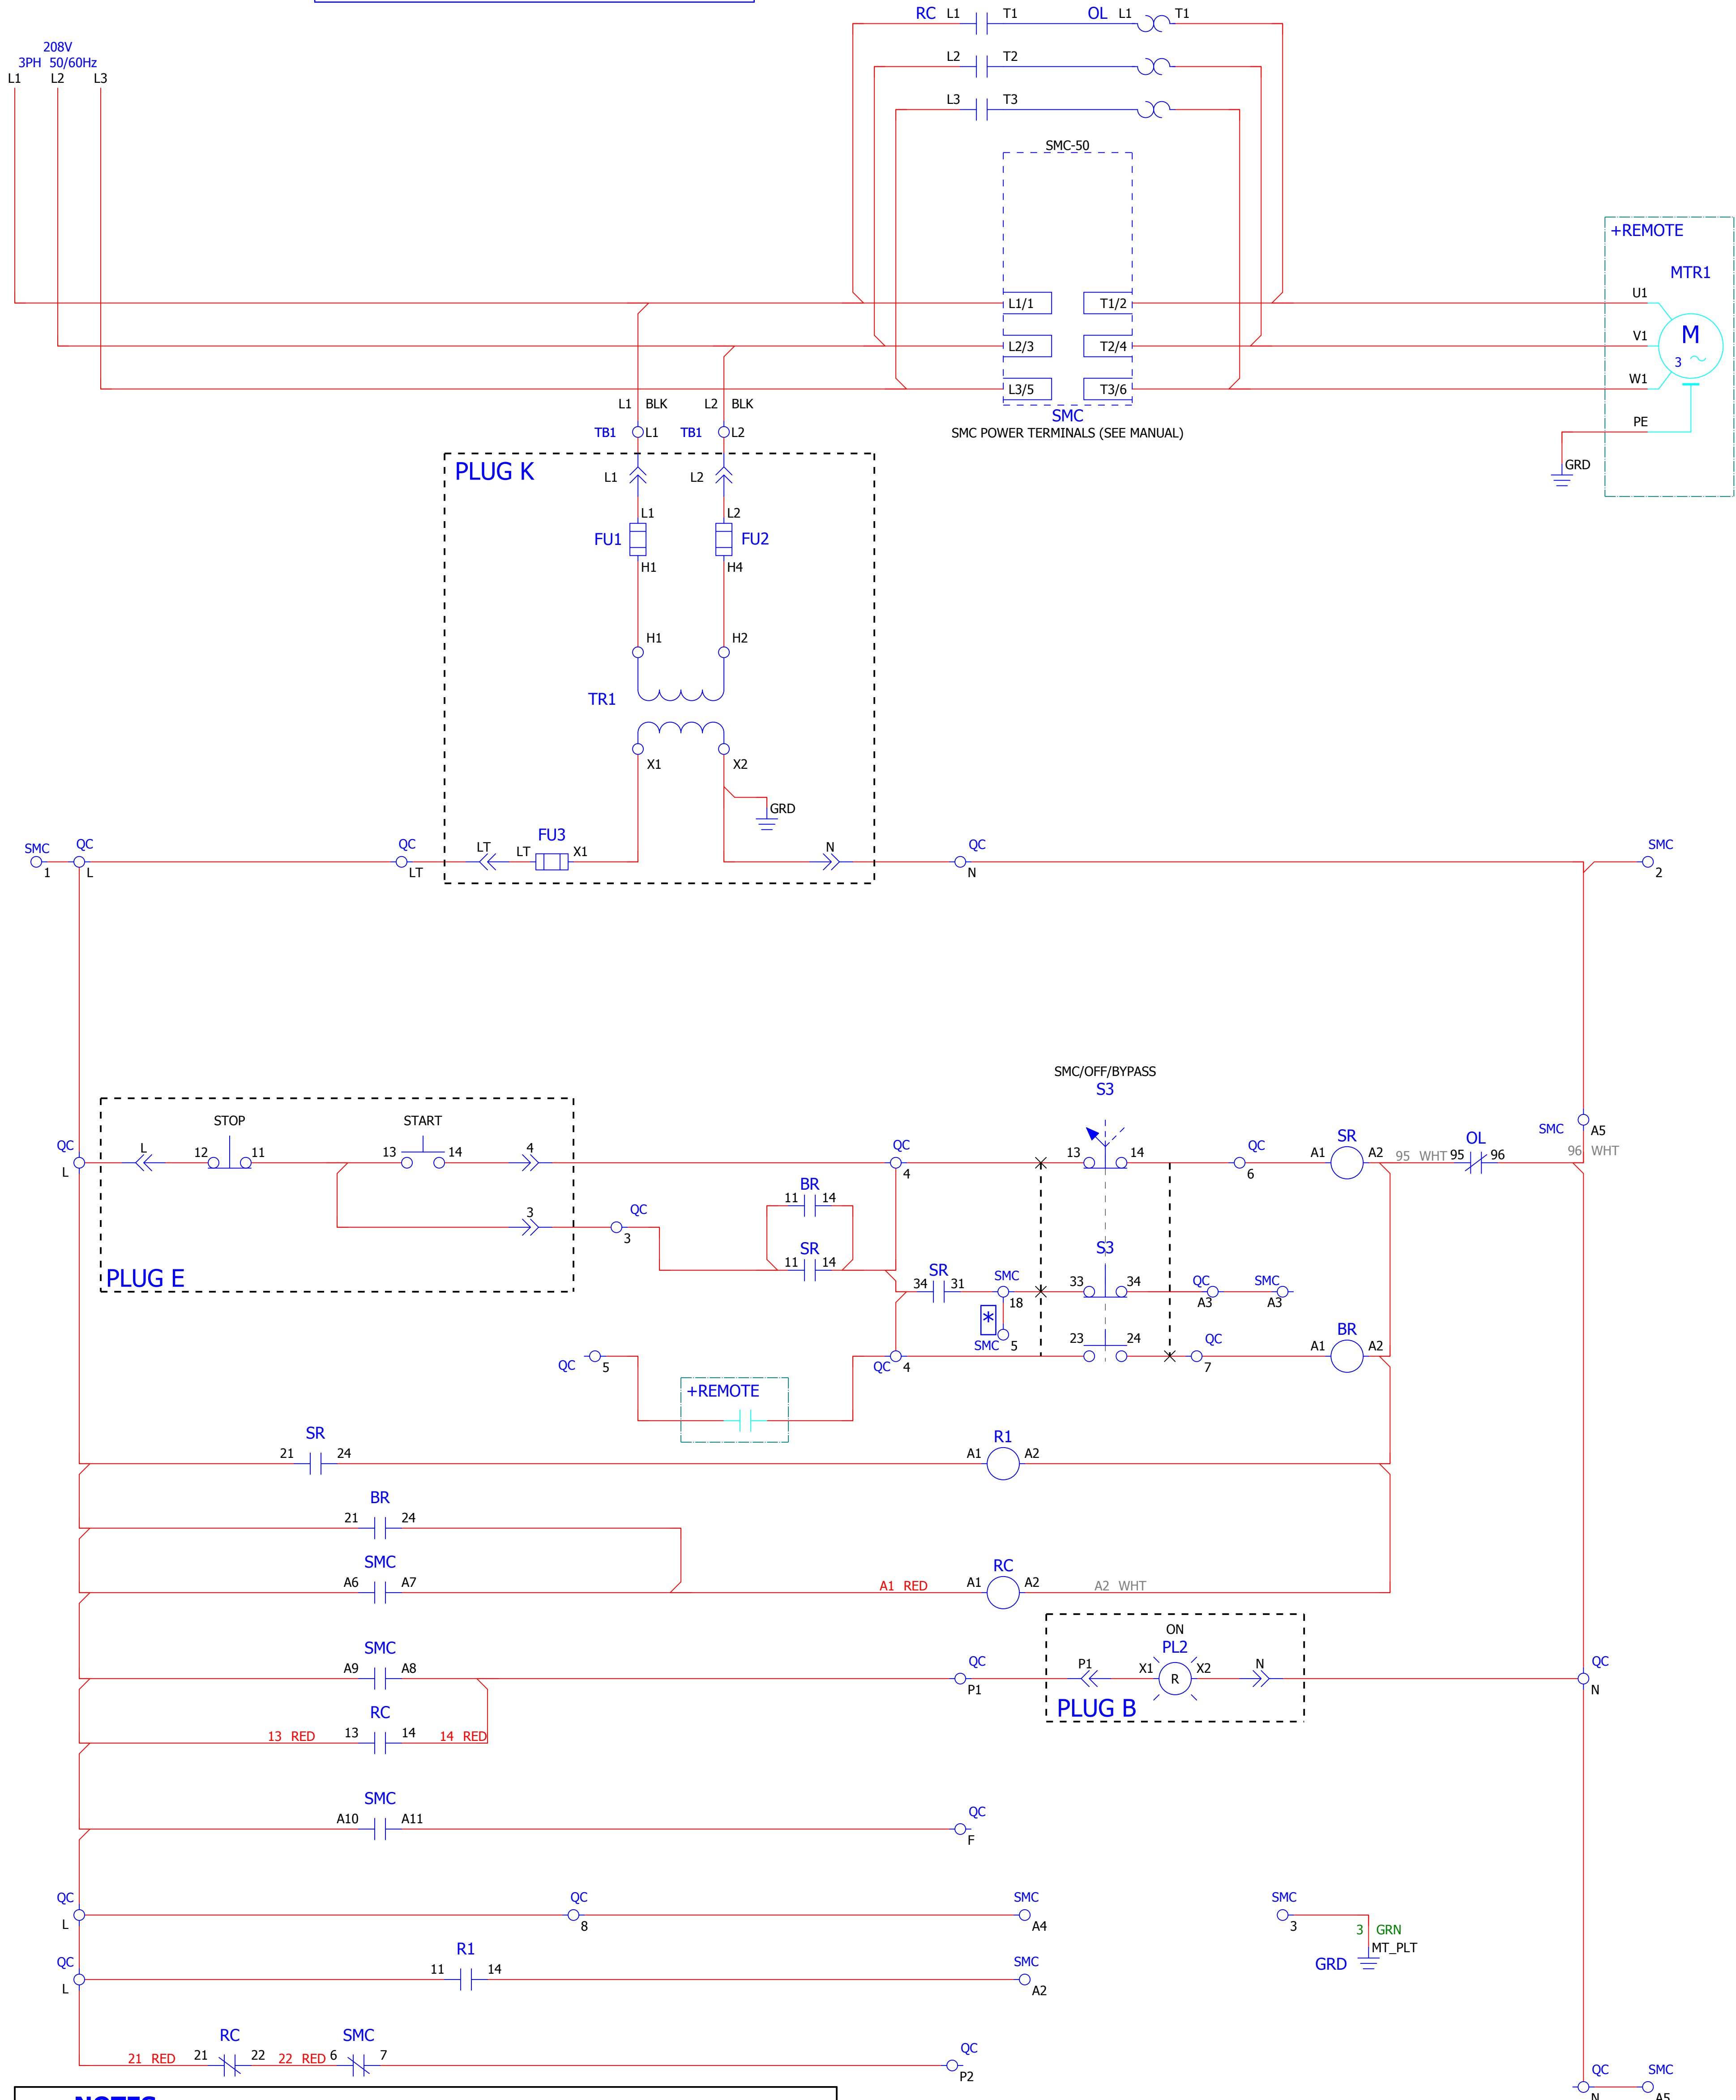 RC L1 T1 OL L1 T1
208V
3PH 50/60Hz
L1 L2 L3
L2 T2
L3 T3
SMC-50
+REMOTE
MTR1
L1/1 T1/2 U1
L2/3 T2/4 V1
M
3
L3/5 T3/6 W1
L1 BLK L2 BLK
SMC
PE
TB1 L1 TB1 L2
SMC POWER TERMINALS (SEE MANUAL)
PLUG K
GRD
L1 L2
L1 L2
FU1 FU2
H1 H4
H1 H2
TR1
X1 X2
GRD
FU3
SMC QC QC LT LT X1 N QC SMC
1 L LT N 2
SMC/OFF/BYPASS
S3
STOP START
SMC A5
QC L 12 11 13 14 4 QC 13 14 QC SR A1 A2 95 WHT 95 OL 96 96 WHT
L 4 6
BR
11 14
3 QC
3
SR
11 14
S3
PLUG E
SR
34 31 SMC 33 34 QC SMC
18 A3 A3
*
SMC 5 23 24 QC BR A1 A2
QC 5 QC 4 7
+REMOTE
SR R1
21 24 A1 A2
BR
21 24
SMC RC
A6 A7 A1 RED A1 A2 A2 WHT
ON
SMC PL2
A9 A8 QC P1 X1 X2 N QC
P1 R N
RC PLUG B
13 RED 13 14 14 RED
SMC
A10 A11 QC
F
QC QC SMC SMC
L 8 A4 3
3 GRN
R1 MT_PLT
QC 11 14 SMC GRD
L A2
RC SMC
21 RED 21 22 22 RED 6 7 QC
P2
QC SMC
N A5
NOTES